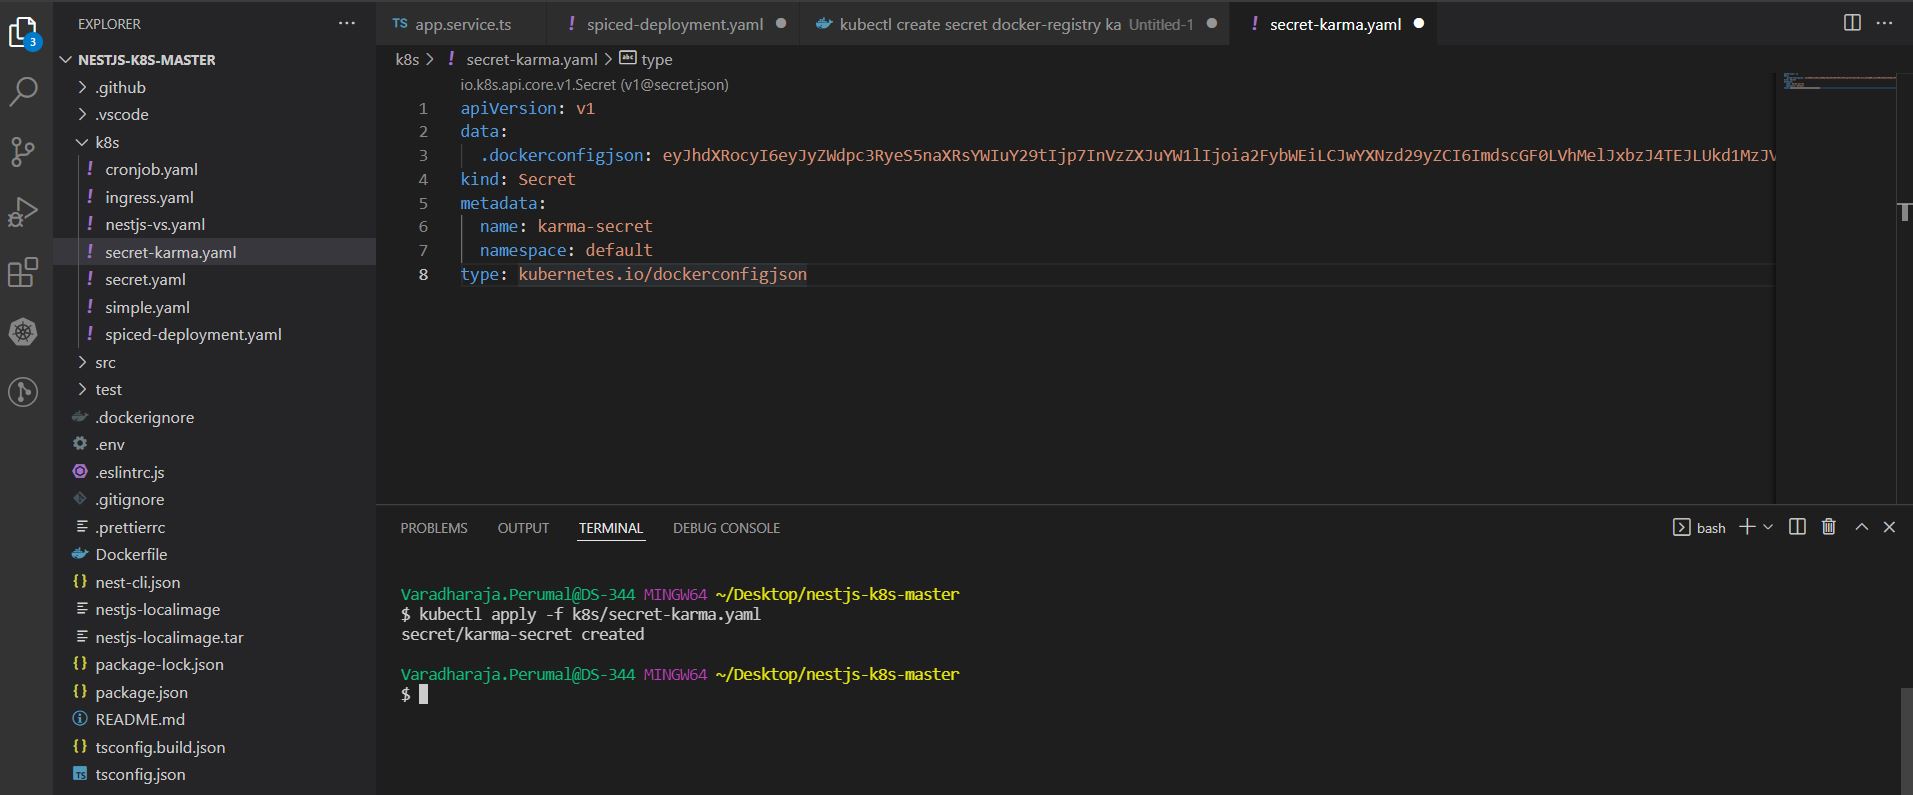 EXPLORER
NESTJS-K8S-MASTER
.github
.vscode
k8s
cronjob.yaml
ingress.yaml
nestjs-vs.yaml
secret-karma.yaml
secret.yaml
simple.yaml
spiced-deployment.yaml
src
test
.dockerignore
.env
.eslintrc.js
.gitignore
.prettierrc
Dockerfile
nest-cli.json
nestjs-localimage
nestjs-localimage.tar
package-lock.json
package.json
README.md
tsconfig.build.json
tsconfig.json
3
TS app.service.ts ! spiced-deployment.yaml kubectl create secret docker-registry ka Untitled-1 ! secret-karma.yaml
k8s > ! secret-karma.yaml > abc type
io.k8s.api.core.v1.Secret (v1@secret.json)
1 apiVersion: v1
2 data:
3 .dockerconfigjson: eyJhdXRocyI6eyJyZWdpc3RyeS5naXRsYWIuY29tIjp7InVzZXJuYW1lIjoia2FybWEiLCJwYXNzd29yZCI6ImdscGF0LVhMelJxbzJ4TEJLUkd1MzJV
4 kind: Secret
5 metadata:
6 name: karma-secret
7 namespace: default
8 type: kubernetes.io/dockerconfigjson
PROBLEMS OUTPUT TERMINAL DEBUG CONSOLE bash
Varadharaja.Perumal@DS-344 MINGW64 ~/Desktop/nestjs-k8s-master
$ kubectl apply -f k8s/secret-karma.yaml
secret/karma-secret created
Varadharaja.Perumal@DS-344 MINGW64 ~/Desktop/nestjs-k8s-master
$